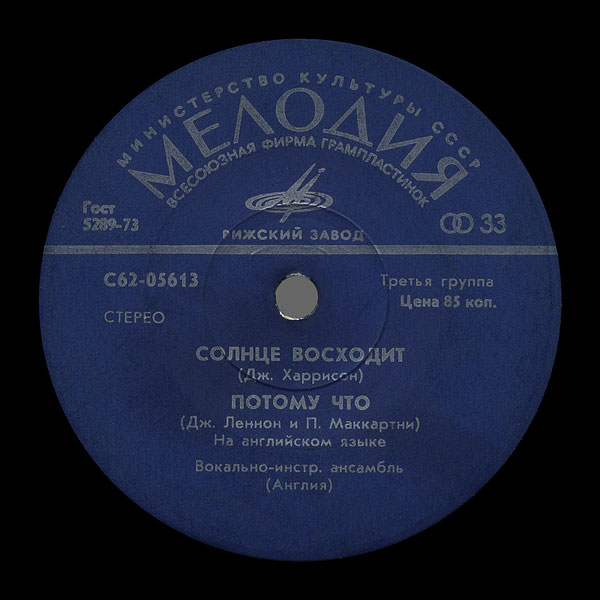 МИНИСТЕРСТВО КУЛЬТУРЫ СССР
МЕЛОДИЯ
ВСЕСОЮЗНАЯ ФИРМА ГРАМПЛАСТИНОК
Гост
5289-73
33
РИЖСКИЙ ЗАВОД
С62-05613
Третья группа
Цена 85 коп.
СТЕРЕО
СОЛНЦЕ ВОСХОДИТ
(Дж. Харрисон)
ПОТОМУ ЧТО
(Дж. Леннон и П. Маккартни)
На английском языке
Вокально-инстр. ансамбль
(Англия)